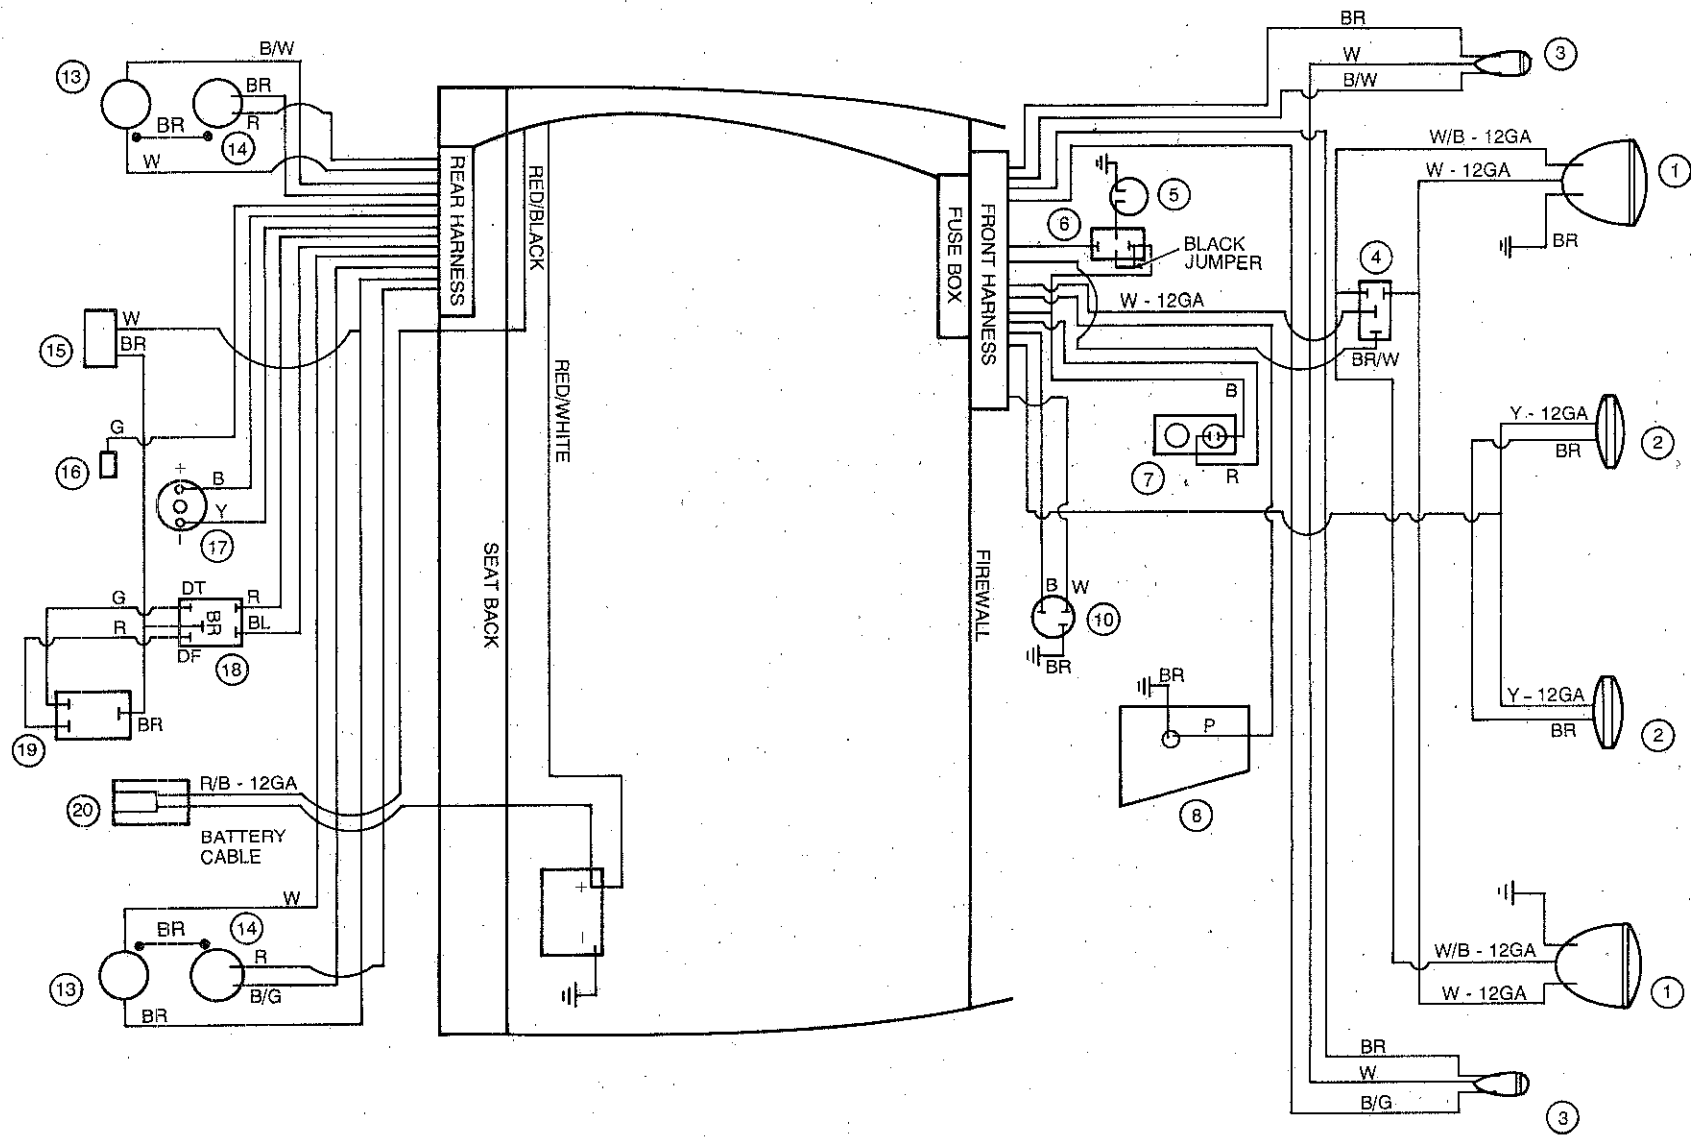 BR
3
W
B/W
B/W
13
BR
R
BR
14
W
W/B - 12GA
1
W - 12GA
BR
REAR HARNESS
RED/BLACK
FUSE BOX
FRONT HARNESS
5
6
BLACK
JUMPER
4
W - 12GA
BR/W
W
15
BR
RED/WHITE
B
7
R
Y - 12GA
2
BR
G
16
+
B
Y
-
17
SEAT BACK
FIREWALL
B
W
10
BR
DT
G
R
BR
R
BL
DF
18
BR
19
BR
P
8
Y - 12GA
BR
2
R/B - 12GA
20
BATTERY
CABLE
+
-
W
14
BR
R
13
B/G
BR
W/B - 12GA
W - 12GA
1
BR
W
B/G
3